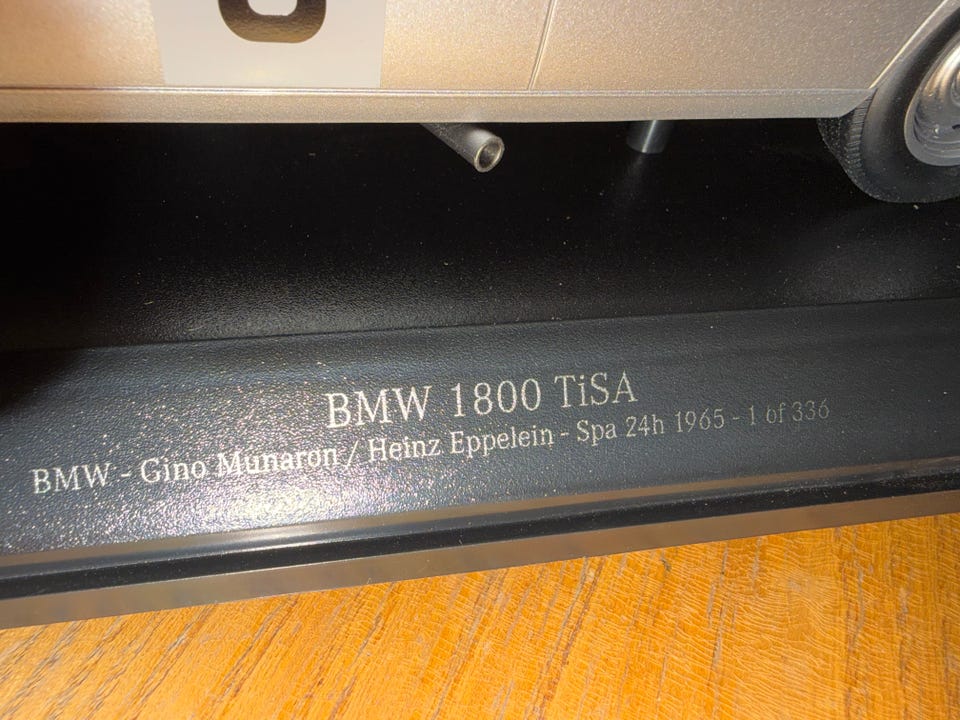 BMW 1800 TiSA
BMW - Gino Munaron / Heinz Eppelein - Spa 24h 1965 - 1 of 336